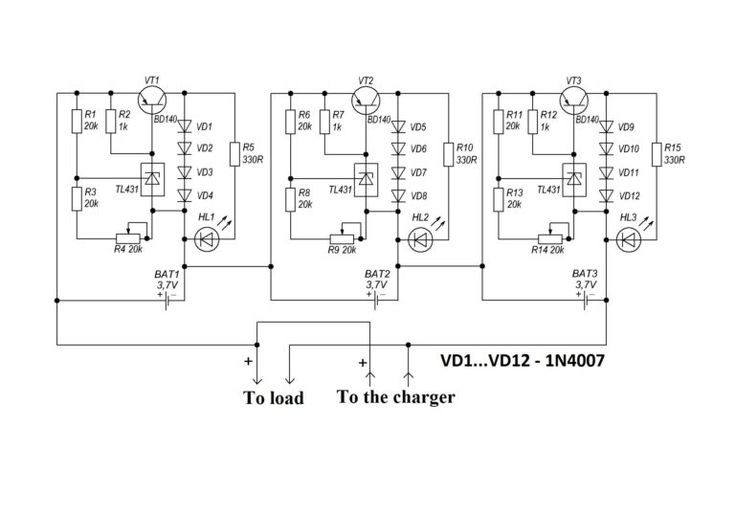 VT1
BD140
R1
20k
R2
1k
VD1
VD2
VD3
VD4
R5
330R
R3
20k
TL431
HL1
R4 20k
BAT1
3,7V
+ –
VT2
BD140
R6
20k
R7
1k
VD5
VD6
VD7
VD8
R10
330R
R8
20k
TL431
HL2
R9 20k
BAT2
3,7V
+ –
VT3
BD140
R11
20k
R12
1k
VD9
VD10
VD11
VD12
R15
330R
R13
20k
TL431
HL3
R14 20k
BAT3
3,7V
+ –
+
+
VD1...VD12 - 1N4007
To load
To the charger